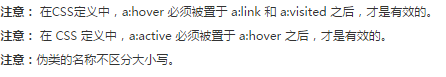 注意： 在CSS定义中，a:hover 必须被置于 a:link 和 a:visited 之后，才是有效的。
注意： 在 CSS 定义中，a:active 必须被置于 a:hover 之后，才是有效的。
注意：伪类的名称不区分大小写。